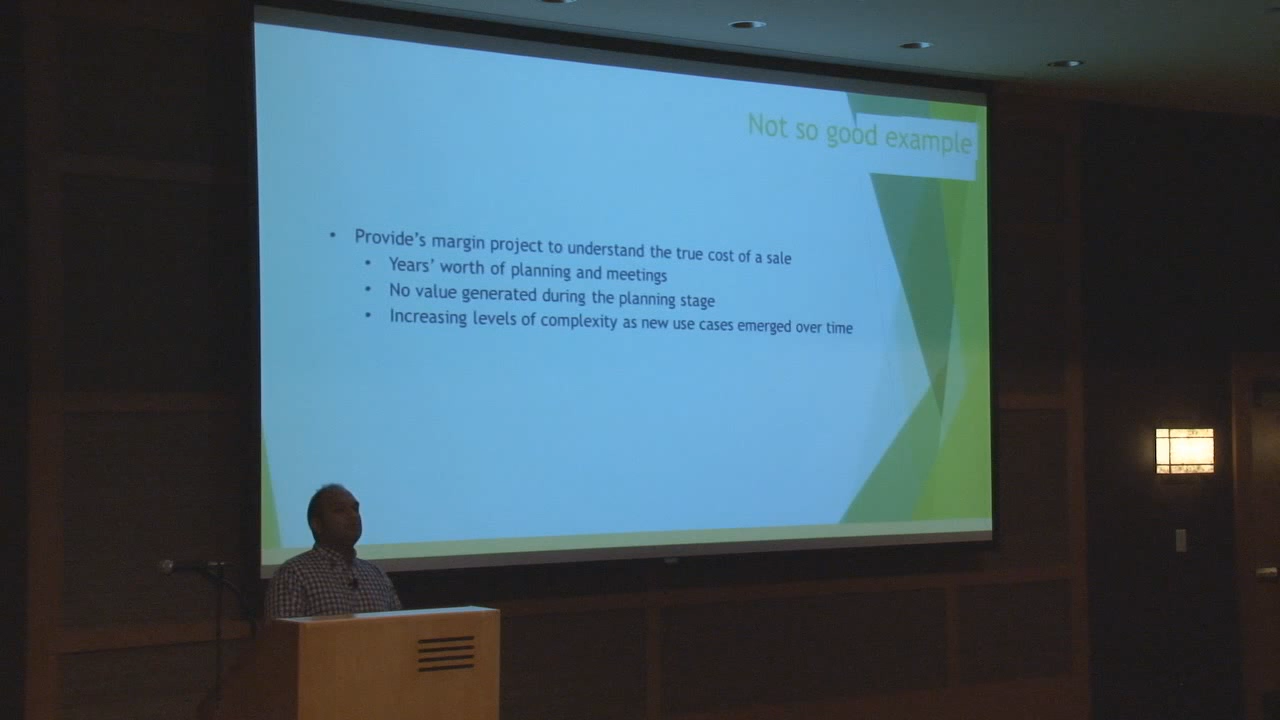 Not so good example
• Provide's margin project to understand the true cost of a sale
• Years' worth of planning and meetings
• No value generated during the planning stage
• Increasing levels of complexity as new use cases emerged over time